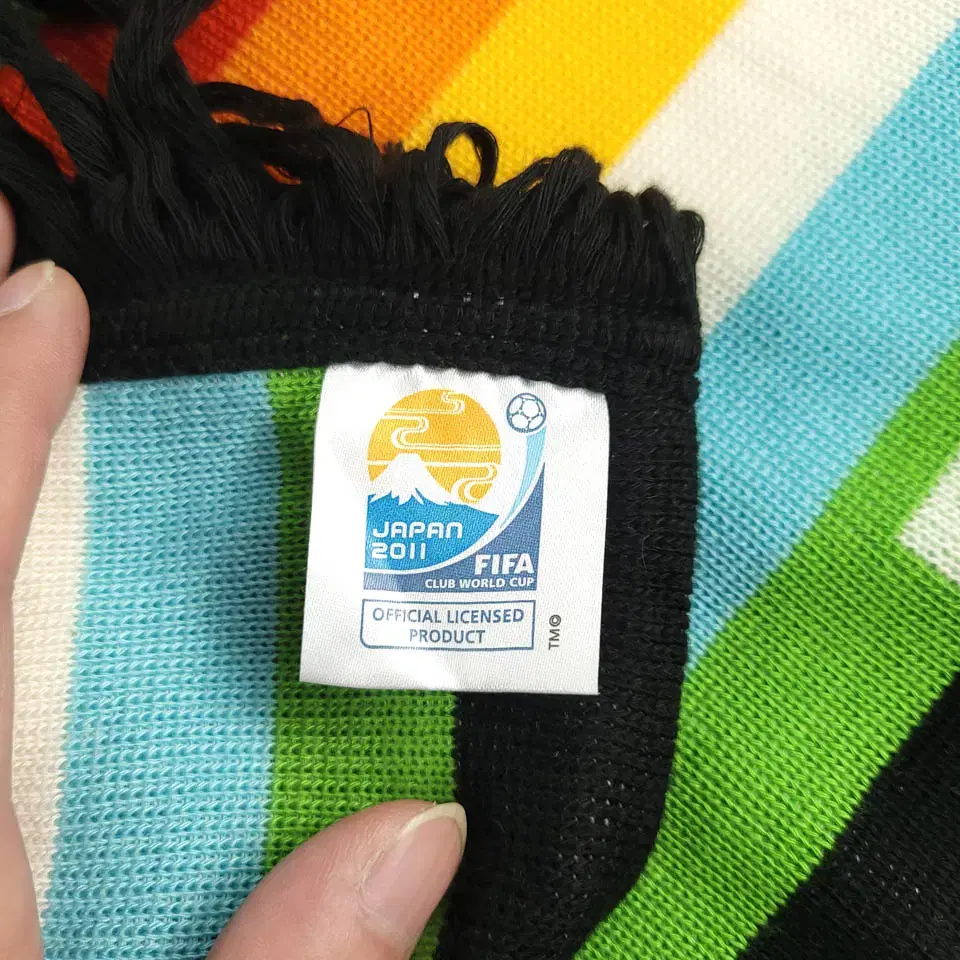 JAPAN
2011
FIFA
CLUB WORLD CUP
OFFICIAL LICENSED
PRODUCT
TM©